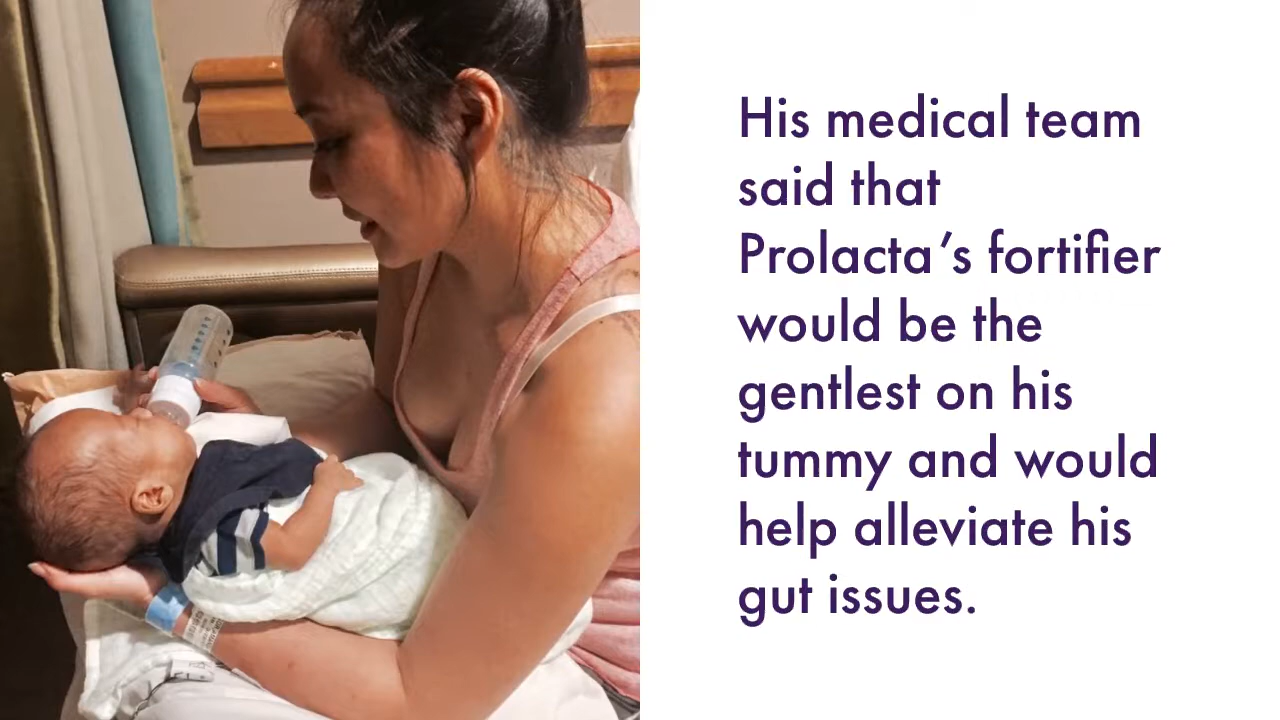 His medical team
said that
Prolacta’s fortifier
would be the
gentlest on his
tummy and would
help alleviate his
gut issues.